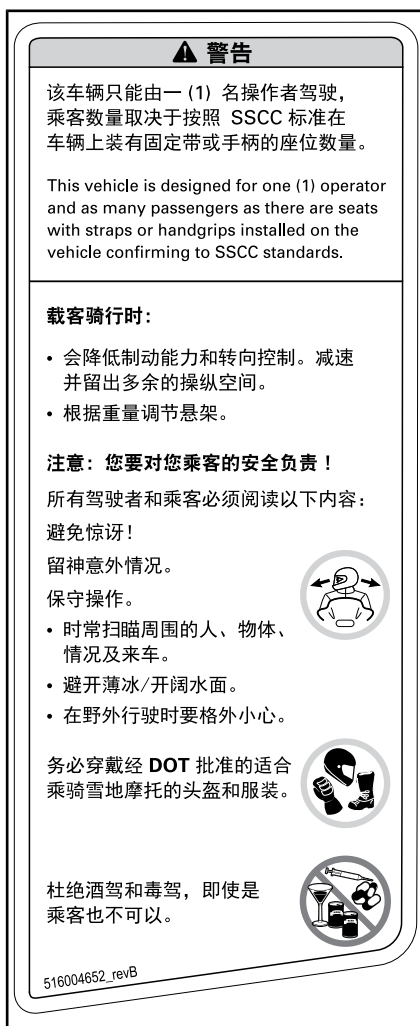 警告
该车辆只能由一 (1) 名操作者驾驶，
乘客数量取决于按照 SSCC 标准在
车辆上装有固定带或手柄的座位数量。
This vehicle is designed for one (1) operator
and as many passengers as there are seats
with straps or handgrips installed on the
vehicle confirming to SSCC standards.
载客骑行时：
• 会降低制动能力和转向控制。减速
并留出多余的操纵空间。
• 根据重量调节悬架。
注意：您要对您乘客的安全负责！
所有驾驶者和乘客必须阅读以下内容：
避免惊讶！
留神意外情况。
保守操作。
• 时常扫瞄周围的人、物体、
情况及来车。
• 避开薄冰/开阔水面。
• 在野外行驶时要格外小心。
务必穿戴经 DOT 批准的适合
乘骑雪地摩托的头盔和服装。
杜绝酒驾和毒驾，即使是
乘客也不可以。
516004652_revB